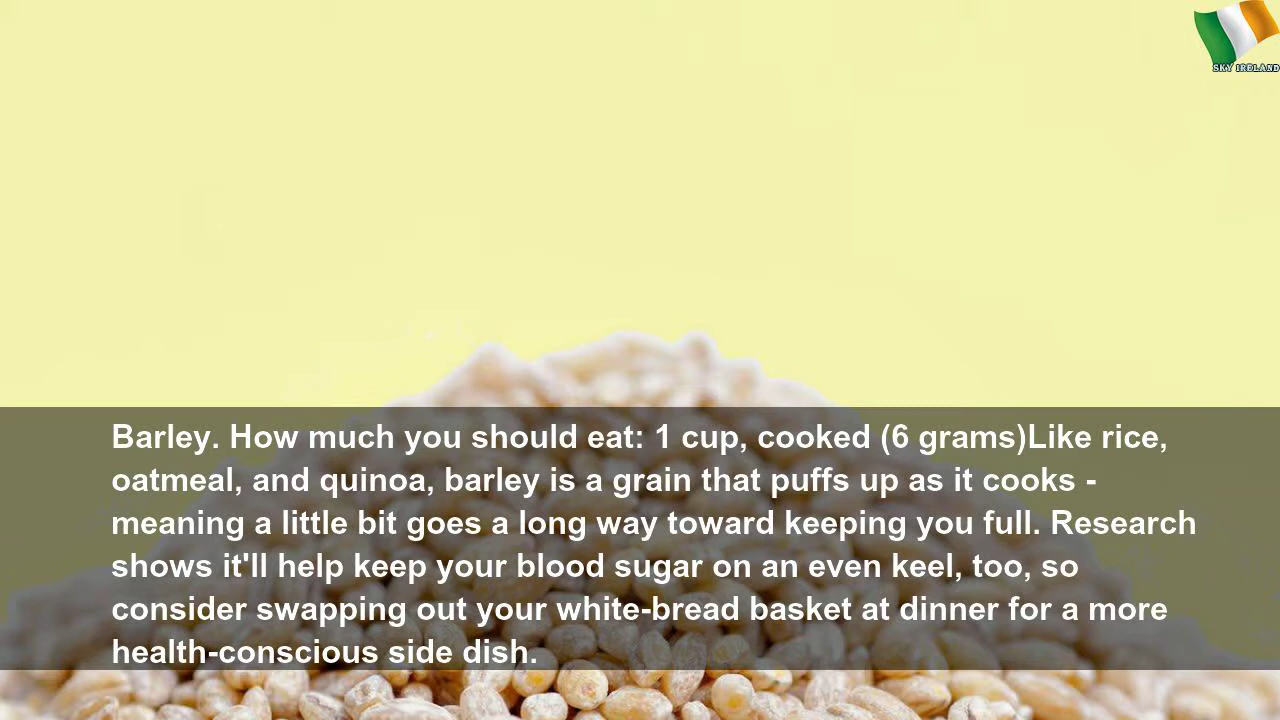 SKY IRELAND
Barley. How much you should eat: 1 cup, cooked (6 grams)Like rice,
oatmeal, and quinoa, barley is a grain that puffs up as it cooks -
meaning a little bit goes a long way toward keeping you full. Research
shows it'll help keep your blood sugar on an even keel, too, so
consider swapping out your white-bread basket at dinner for a more
health-conscious side dish.